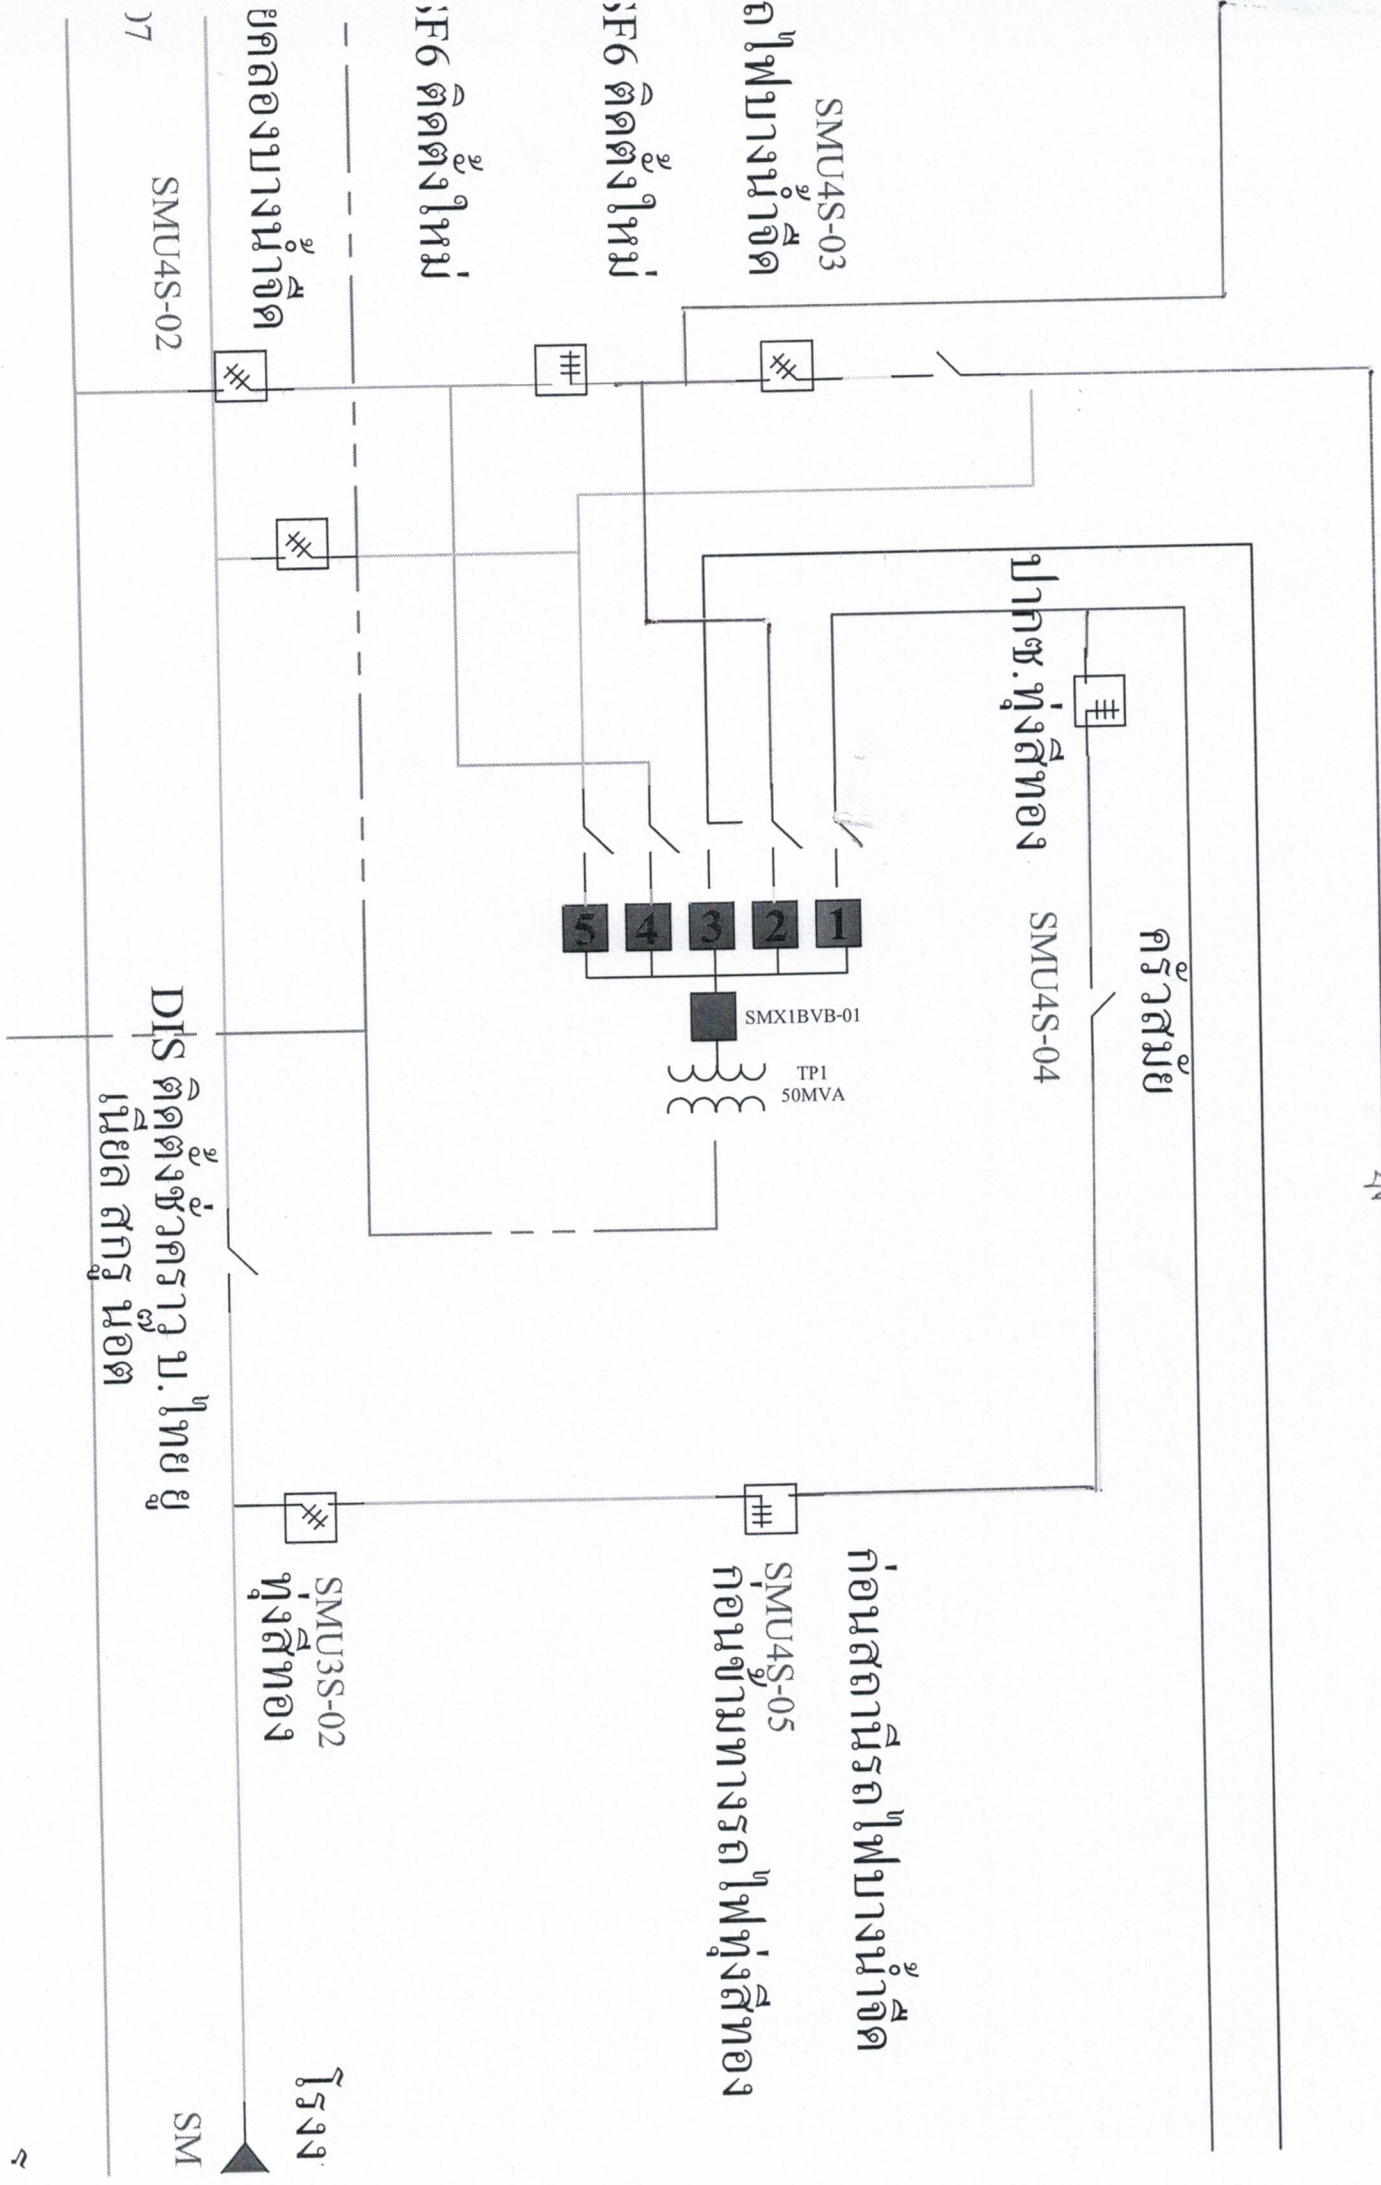 SMU4S-03
ถไฟบางน้ำจืด
SF6 ติดตั้งใหม่
SF6 ติดตั้งใหม่
ยคลองบางน้ำจืด
SMU4S-02
07
ครัวสมัย
ปากซ.ทุ่งสีทอง
SMU4S-04
1
2
3
4
5
SMX1BVB-01
TP1
50MVA
DIS ติดตั้งชั่วคราว บ.ไทย ยู
เนียล สกรู นอต
ก่อนสถานีรถไฟบางน้ำจืด
SMU4S-05
ก่อนข้ามทางรถไฟทุ่งสีทอง
SMU3S-02
ทุ่งสีทอง
โรงง
SM